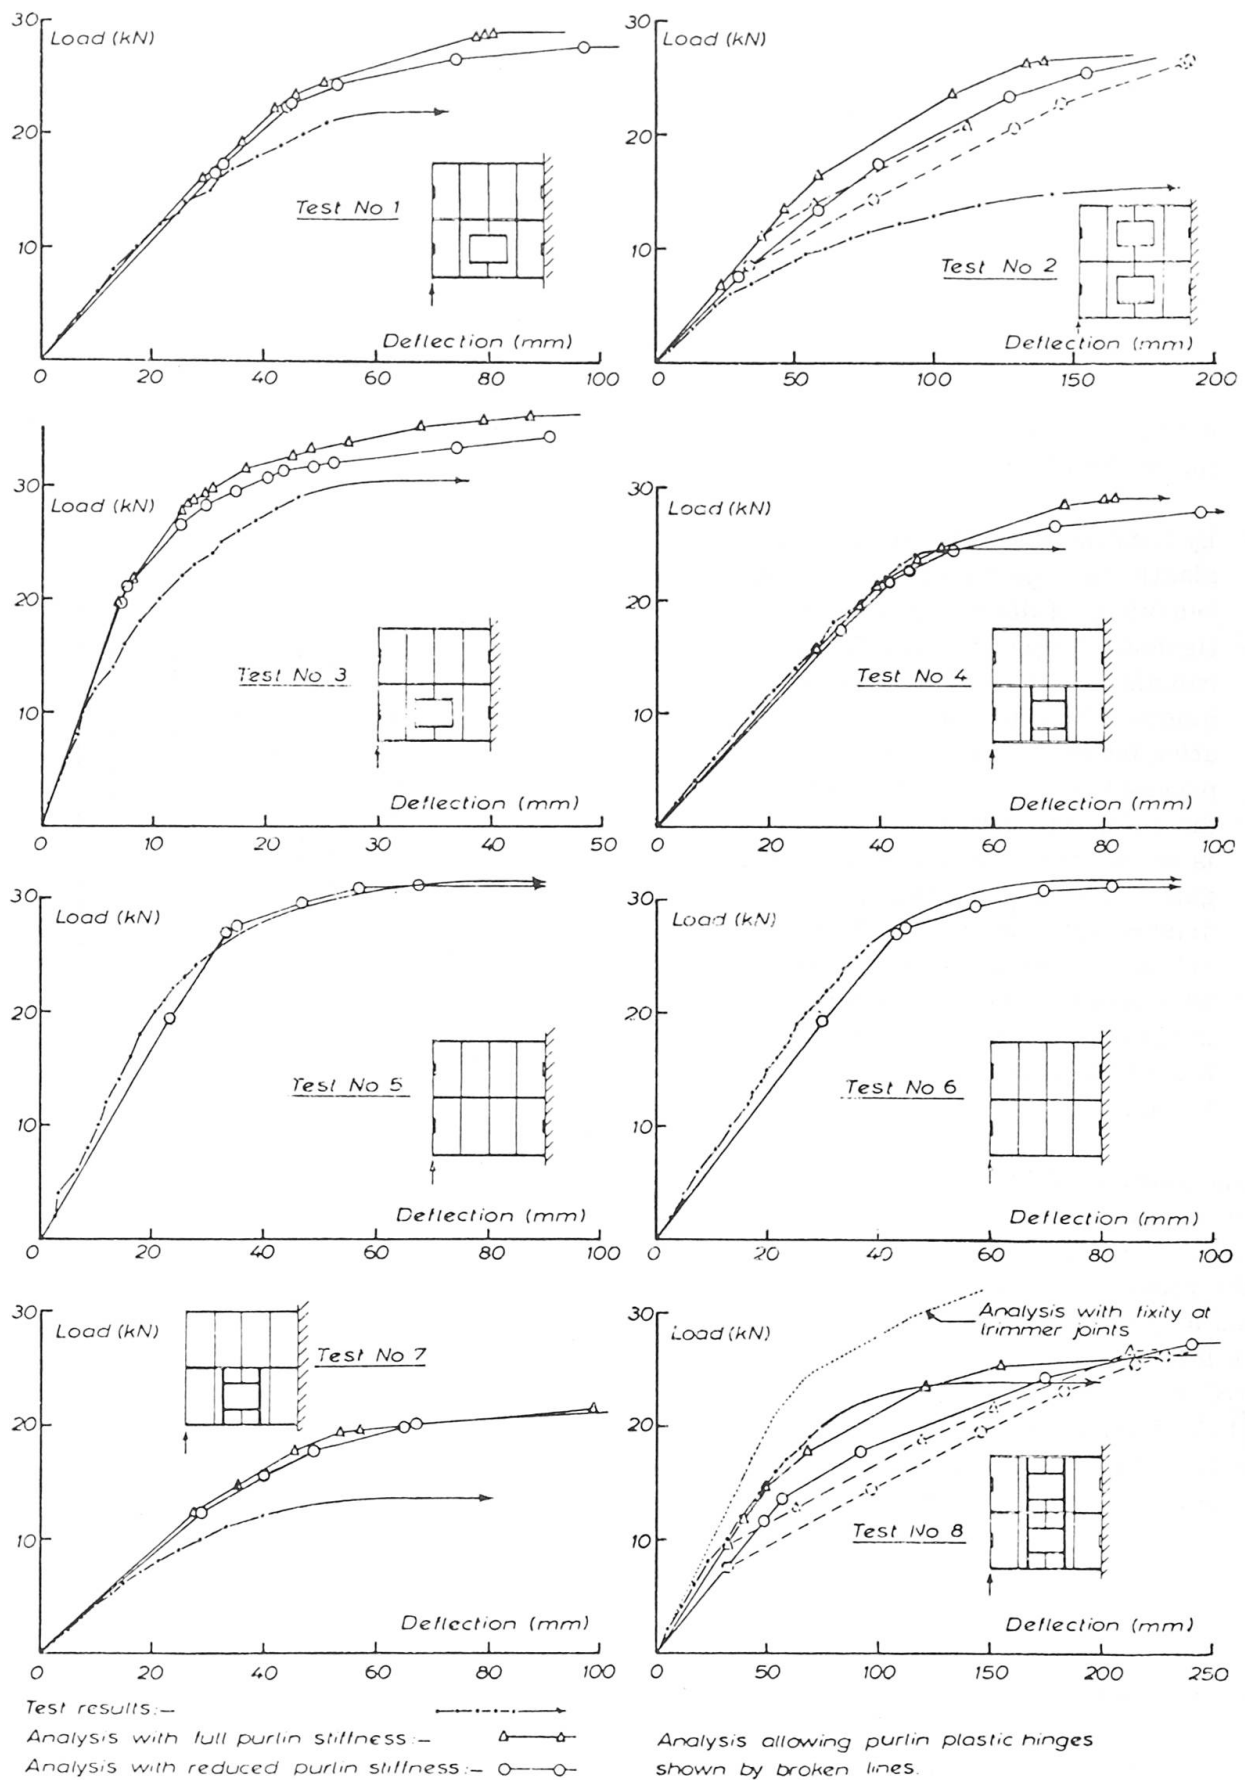 30
Load (kN)
20
10
Test No 1
Deflection (mm)
0 20 40 60 80 100
30
Load (kN)
20
10
Test No 2
Deflection (mm)
0 50 100 150 200
30
Load (kN)
20
10
Test No 3
Deflection (mm)
0 10 20 30 40 50
30
Load (kN)
20
10
Test No 4
Deflection (mm)
0 20 40 60 80 100
30
Load (kN)
20
10
Test No 5
Deflection (mm)
0 20 40 60 80 100
30
Load (kN)
20
10
Test No 6
Deflection (mm)
0 20 40 60 80 100
30
Load (kN)
Test No 7
20
10
Deflection (mm)
0 20 40 60 80 100
30
Load (kN)
Analysis with fixity at
trimmer joints
20
10
Test No 8
Deflection (mm)
0 50 100 150 200 250
Test results:–
Analysis with full purlin stiffness:–
Analysis with reduced purlin stiffness:–
Analysis allowing purlin plastic hinges
shown by broken lines.